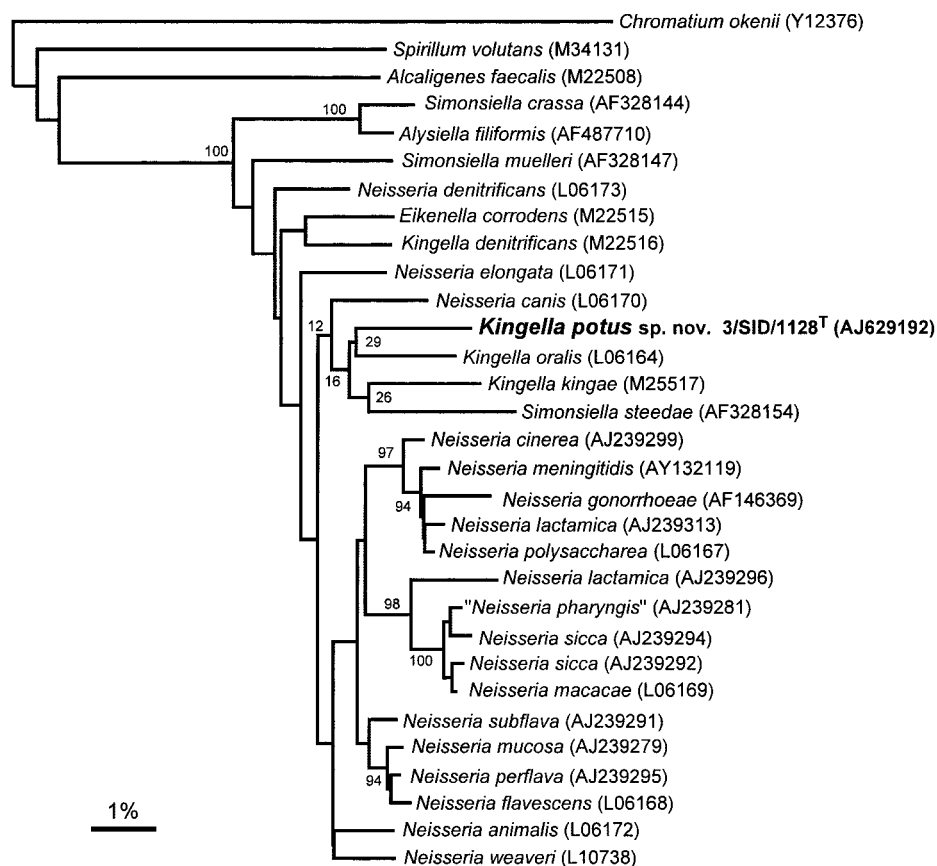 Chromatium okenii (Y12376)
Spirillum volutans (M34131)
Alcaligenes faecalis (M22508)
Simonsiella crassa (AF328144)
100
Alysiella filiformis (AF487710)
100
Simonsiella muelleri (AF328147)
Neisseria denitrificans (L06173)
Eikenella corrodens (M22515)
Kingella denitrificans (M22516)
Neisseria elongata (L06171)
Neisseria canis (L06170)
12
Kingella potus sp. nov. 3/SID/1128ᵀ (AJ629192)
29
Kingella oralis (L06164)
16
Kingella kingae (M25517)
26
Simonsiella steedae (AF328154)
Neisseria cinerea (AJ239299)
97
Neisseria meningitidis (AY132119)
Neisseria gonorrhoeae (AF146369)
94
Neisseria lactamica (AJ239313)
Neisseria polysaccharea (L06167)
Neisseria lactamica (AJ239296)
98
"Neisseria pharyngis" (AJ239281)
Neisseria sicca (AJ239294)
100
Neisseria sicca (AJ239292)
Neisseria macacae (L06169)
Neisseria subflava (AJ239291)
Neisseria mucosa (AJ239279)
94
Neisseria perflava (AJ239295)
Neisseria flavescens (L06168)
1%
Neisseria animalis (L06172)
Neisseria weaveri (L10738)